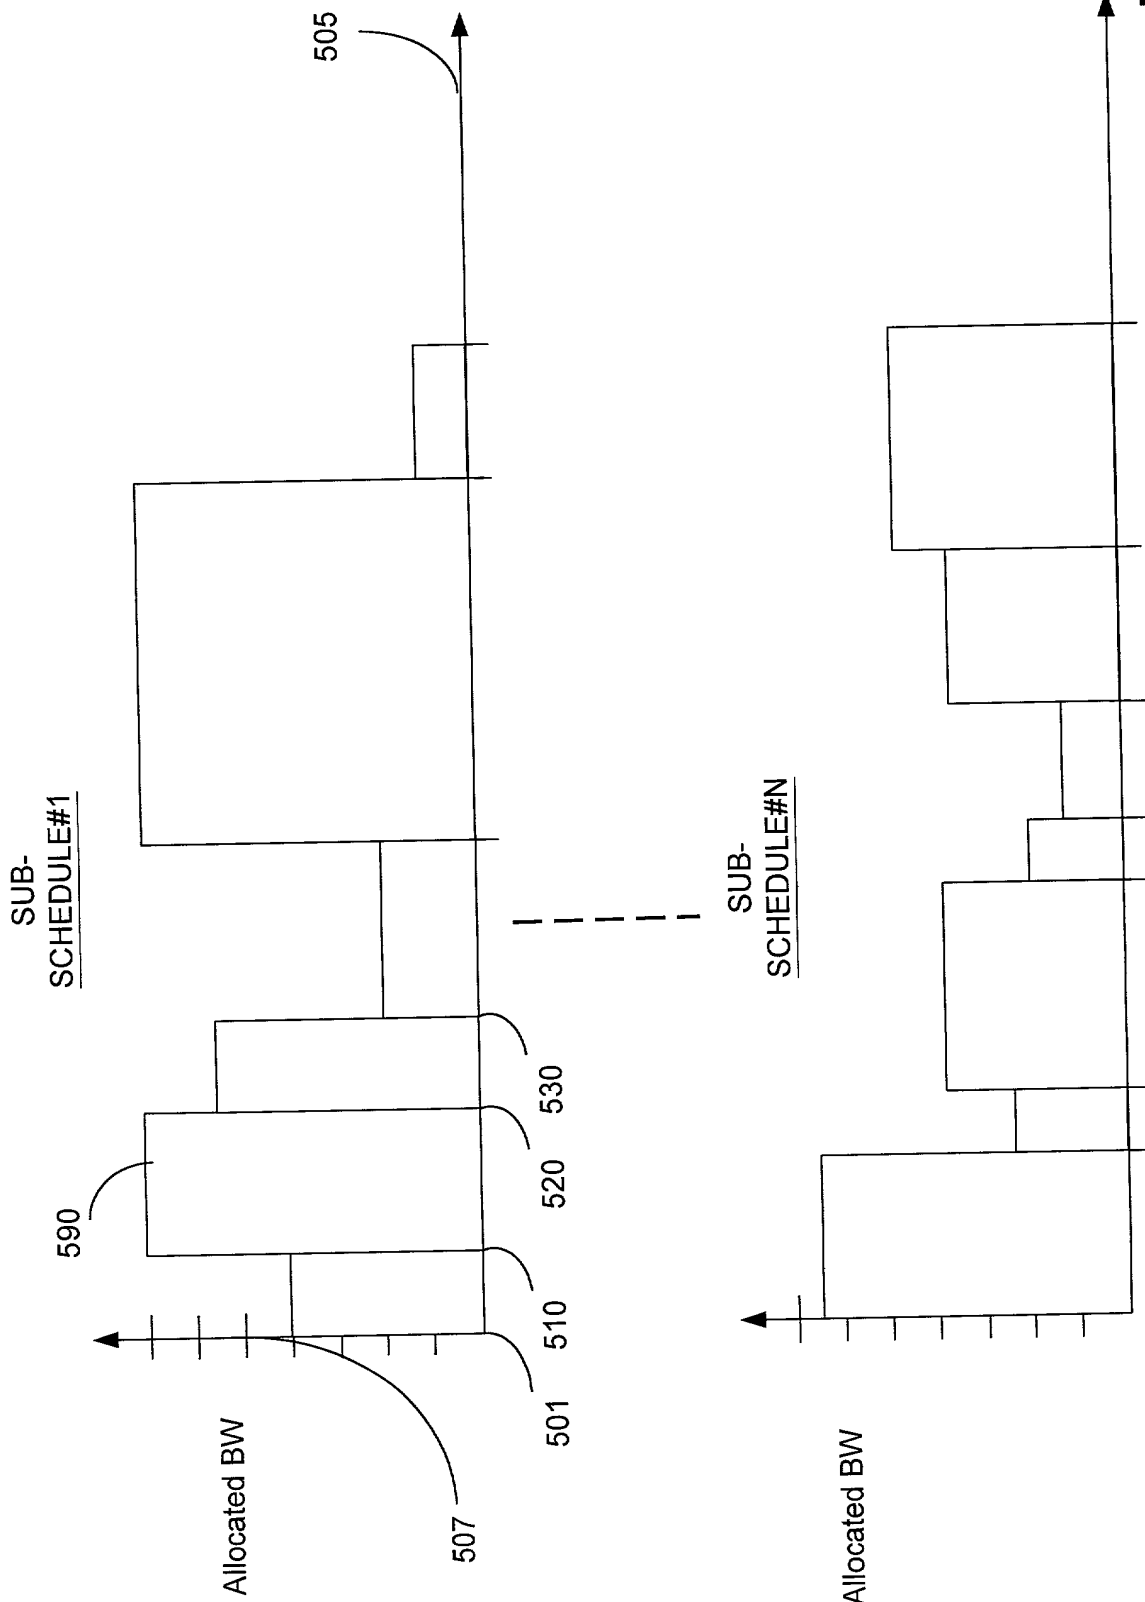 SUB-
SCHEDULE#1
590
505
Allocated BW
507
501
510
520
530
SUB-
SCHEDULE#N
Allocated BW